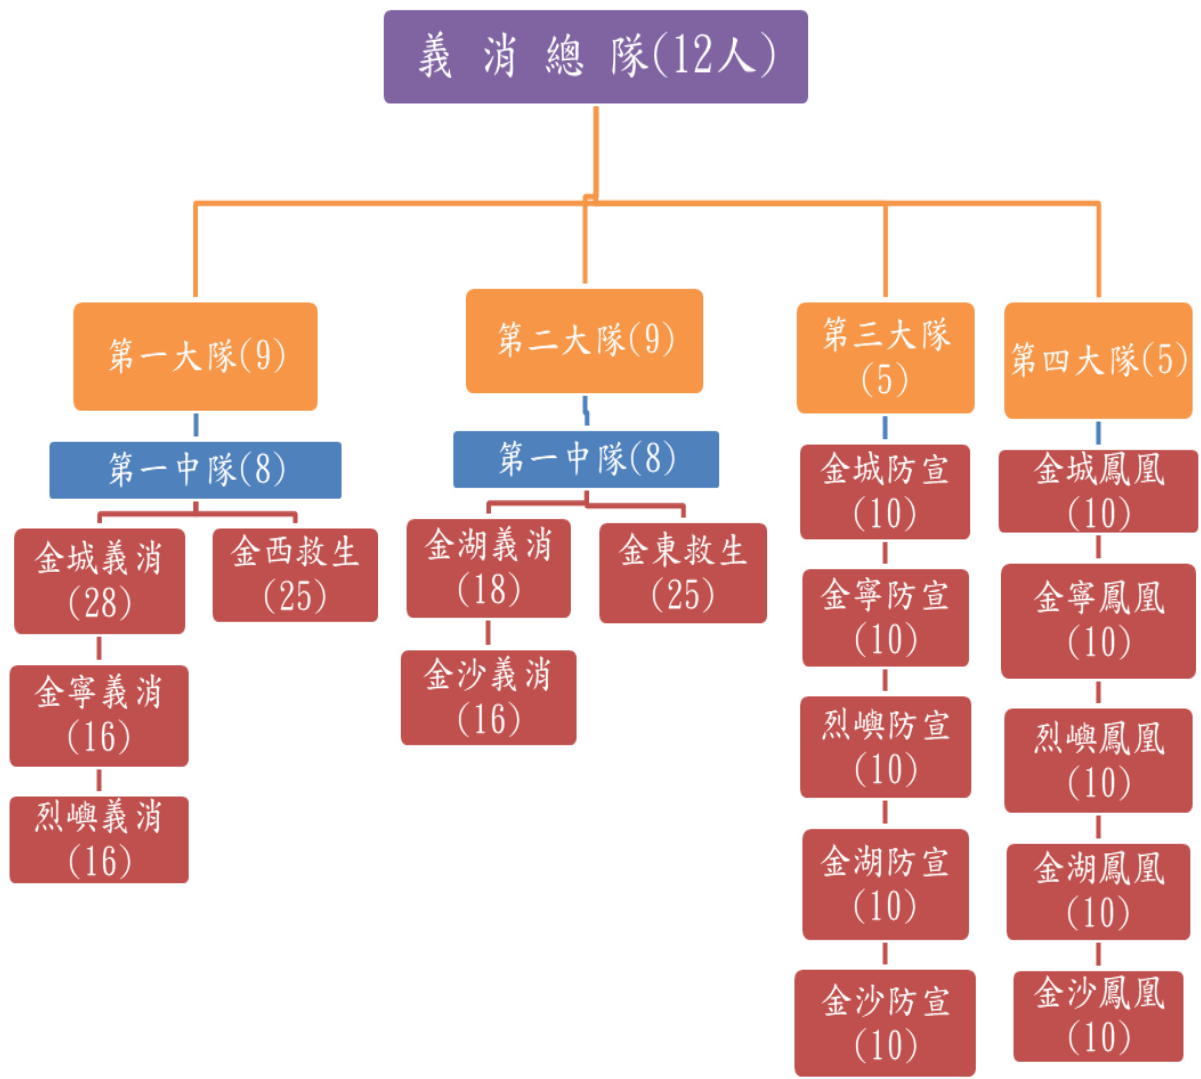 義 消 總 隊(12人)
第一大隊(9)
第一中隊(8)
金城義消
(28)
金寧義消
(16)
烈嶼義消
(16)
金西救生
(25)
第二大隊(9)
第一中隊(8)
金湖義消
(18)
金沙義消
(16)
金東救生
(25)
第三大隊
(5)
金城防宣
(10)
金寧防宣
(10)
烈嶼防宣
(10)
金湖防宣
(10)
金沙防宣
(10)
第四大隊(5)
金城鳳凰
(10)
金寧鳳凰
(10)
烈嶼鳳凰
(10)
金湖鳳凰
(10)
金沙鳳凰
(10)